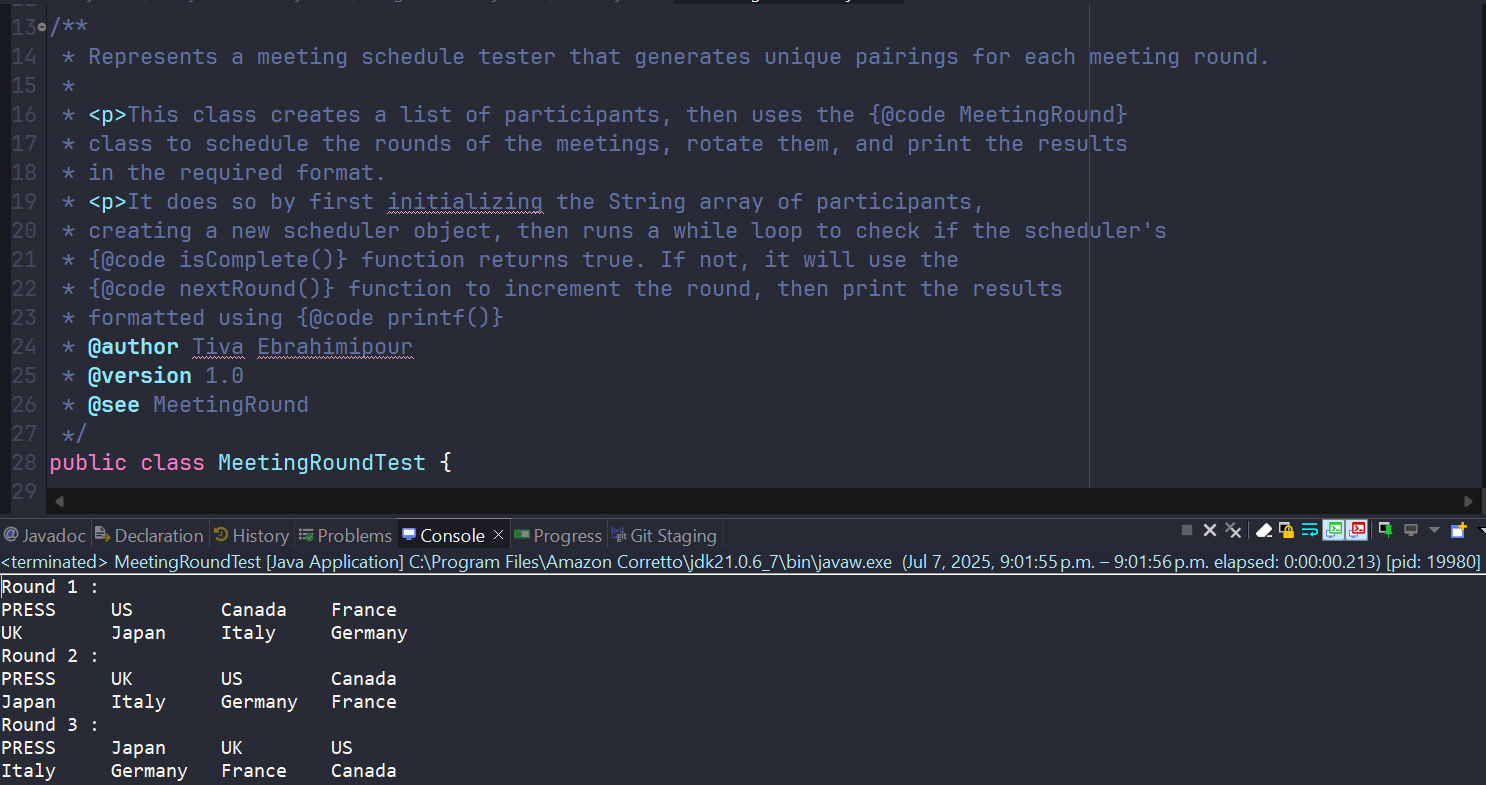 13 /**
14 * Represents a meeting schedule tester that generates unique pairings for each meeting round.
15 *
16 * <p>This class creates a list of participants, then uses the {@code MeetingRound}
17 * class to schedule the rounds of the meetings, rotate them, and print the results
18 * in the required format.
19 * <p>It does so by first initializing the String array of participants,
20 * creating a new scheduler object, then runs a while loop to check if the scheduler's
21 * {@code isComplete()} function returns true. If not, it will use the
22 * {@code nextRound()} function to increment the round, then print the results
23 * formatted using {@code printf()}
24 * @author Tiva Ebrahimipour
25 * @version 1.0
26 * @see MeetingRound
27 */
28 public class MeetingRoundTest {
29
@ Javadoc Declaration History Problems Console × Progress Git Staging
<terminated> MeetingRoundTest [Java Application] C:\Program Files\Amazon Corretto\jdk21.0.6_7\bin\javaw.exe (Jul 7, 2025, 9:01:55 p.m. – 9:01:56 p.m. elapsed: 0:00:00.213) [pid: 19980]
Round 1 :
PRESS US Canada France
UK Japan Italy Germany
Round 2 :
PRESS UK US Canada
Japan Italy Germany France
Round 3 :
PRESS Japan UK US
Italy Germany France Canada